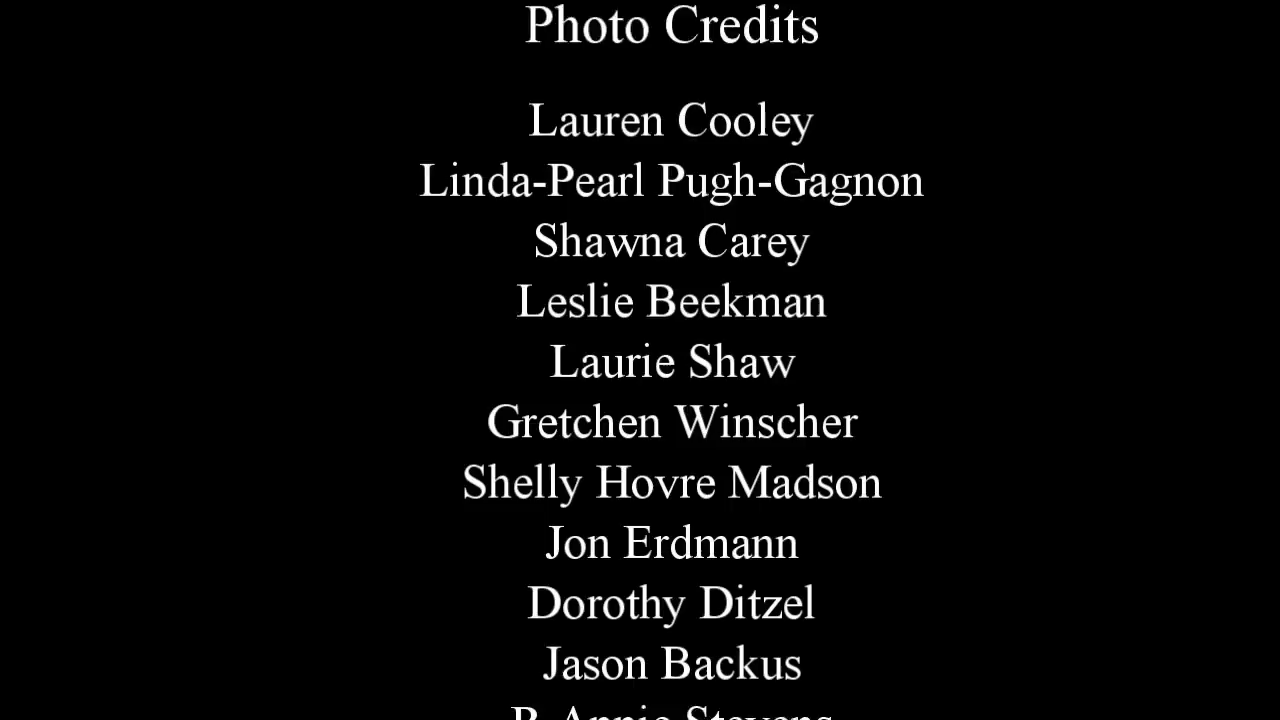 Photo Credits
Lauren Cooley
Linda-Pearl Pugh-Gagnon
Shawna Carey
Leslie Beekman
Laurie Shaw
Gretchen Winscher
Shelly Hovre Madson
Jon Erdmann
Dorothy Ditzel
Jason Backus